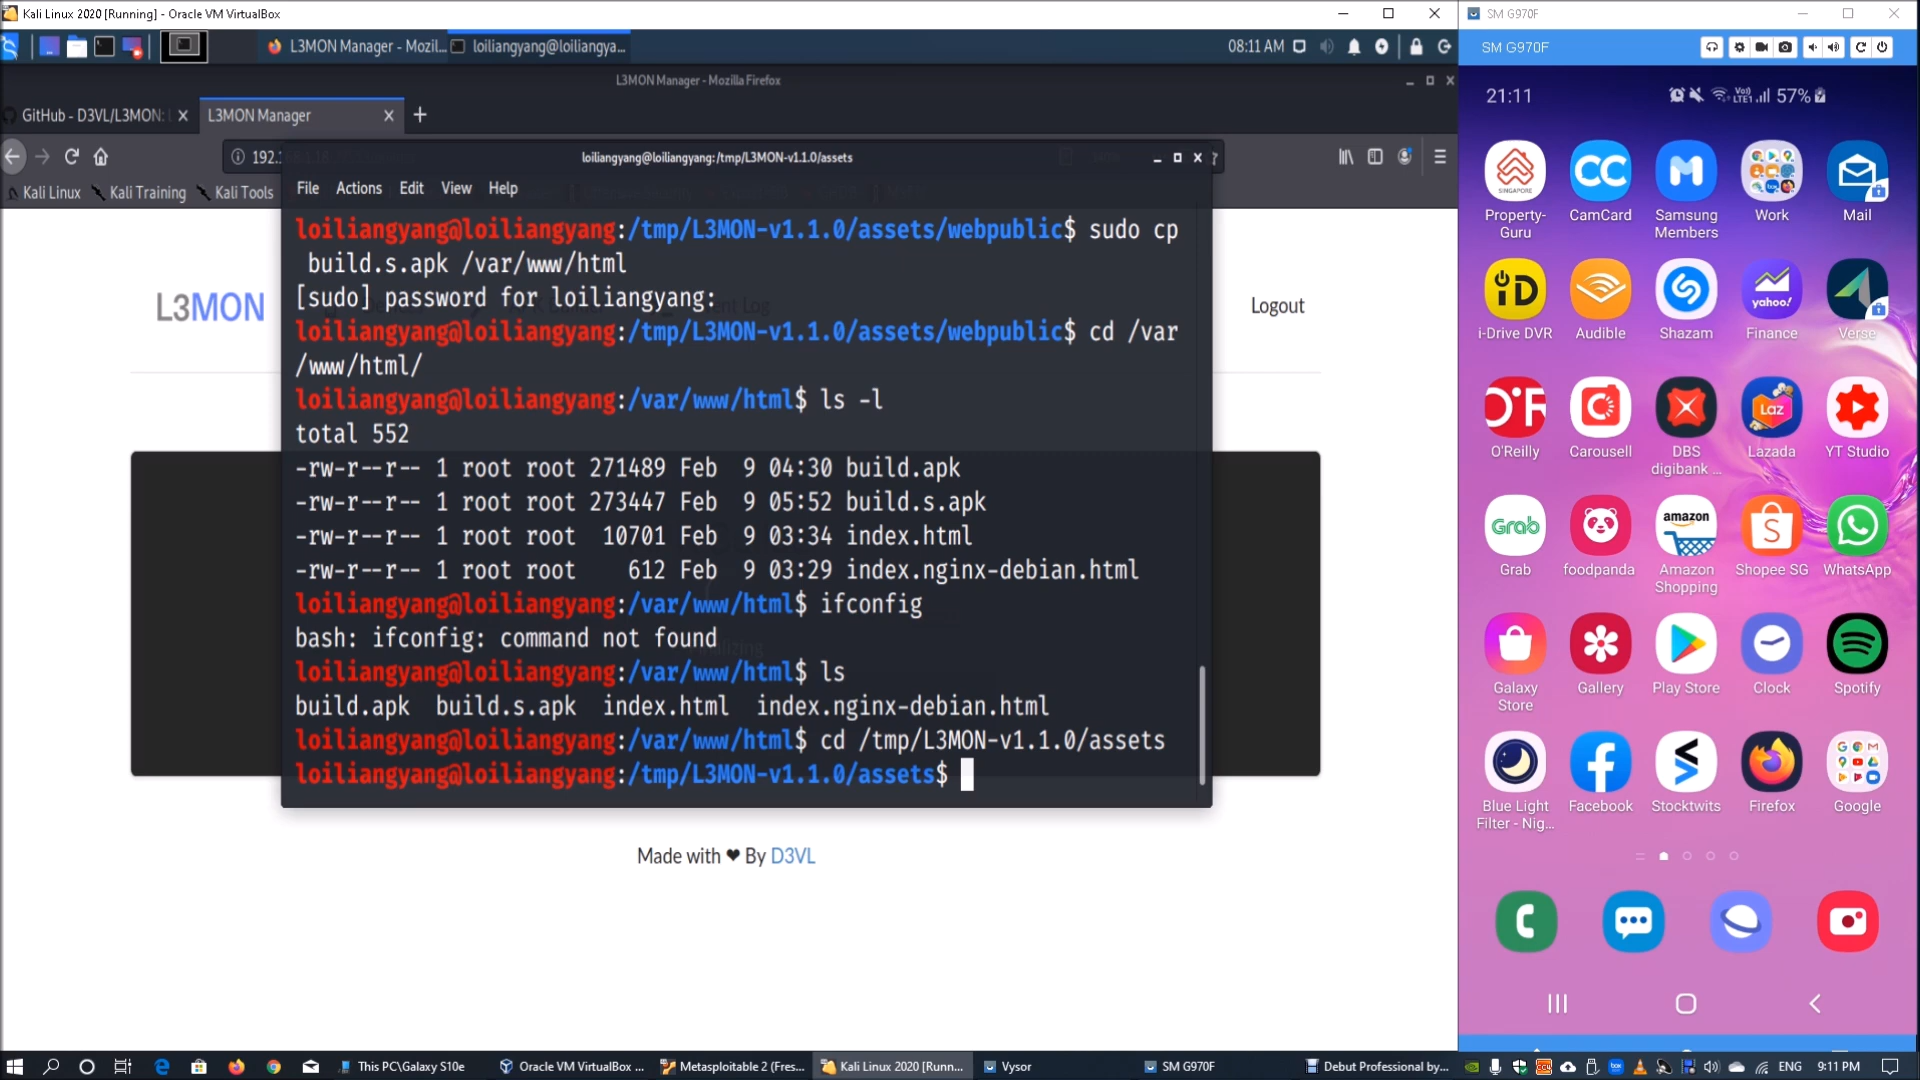 Kali Linux 2020 [Running] - Oracle VM VirtualBox
L3MON Manager - Mozil...
loiliangyang@loiliangya...
08:11 AM
L3MON Manager - Mozilla Firefox
GitHub - D3VL/L3MON:
L3MON Manager
192.
Kali Linux
Kali Training
Kali Tools
loiliangyang@loiliangyang:/tmp/L3MON-v1.1.0/assets
File Actions Edit View Help
loiliangyang@loiliangyang:/tmp/L3MON-v1.1.0/assets/webpublic$ sudo cp
build.s.apk /var/www/html
[sudo] password for loiliangyang:
loiliangyang@loiliangyang:/tmp/L3MON-v1.1.0/assets/webpublic$ cd /var
/www/html/
loiliangyang@loiliangyang:/var/www/html$ ls -l
total 552
-rw-r--r-- 1 root root 271489 Feb 9 04:30 build.apk
-rw-r--r-- 1 root root 273447 Feb 9 05:52 build.s.apk
-rw-r--r-- 1 root root 10701 Feb 9 03:34 index.html
-rw-r--r-- 1 root root 612 Feb 9 03:29 index.nginx-debian.html
loiliangyang@loiliangyang:/var/www/html$ ifconfig
bash: ifconfig: command not found
loiliangyang@loiliangyang:/var/www/html$ ls
build.apk build.s.apk index.html index.nginx-debian.html
loiliangyang@loiliangyang:/var/www/html$ cd /tmp/L3MON-v1.1.0/assets
loiliangyang@loiliangyang:/tmp/L3MON-v1.1.0/assets$
L3MON
Logout
Made with ❤ By D3VL
SM G970F
SM G970F
21:11
57%
SINGAPORE
CC
Property-
Guru
CamCard
Samsung
Members
Work
Mail
iD
yahoo!
i-Drive DVR
Audible
Shazam
Finance
Verse
O'R
Laz
O'Reilly
Carousell
DBS
digibank ...
Lazada
YT Studio
Grab
amazon
Grab
foodpanda
Amazon
Shopping
Shopee SG
WhatsApp
Galaxy
Store
Gallery
Play Store
Clock
Spotify
Blue Light
Filter - Nig...
Facebook
Stocktwits
Firefox
Google
This PC\Galaxy S10e
Oracle VM VirtualBox ...
Metasploitable 2 (Fres...
Kali Linux 2020 [Runn...
Vysor
SM G970F
Debut Professional by...
ENG
9:11 PM